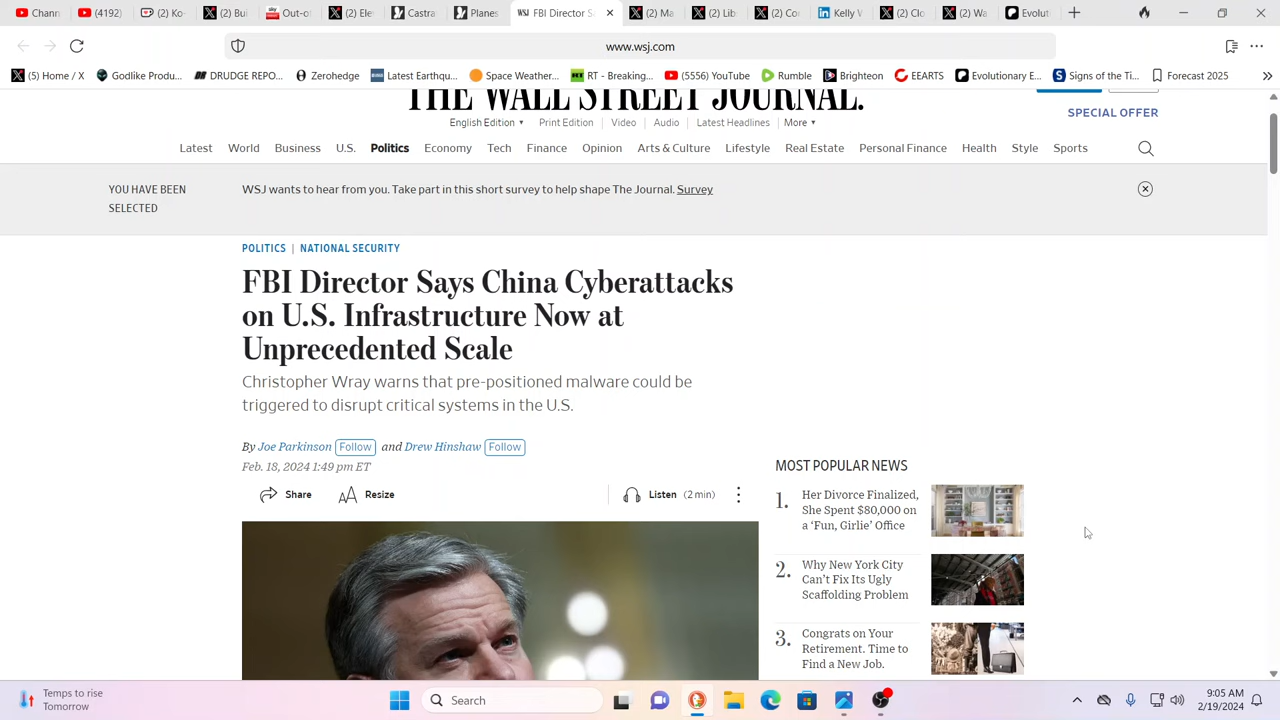 Chann
(4192)
(2) Ko
(2) Bui
Out-o
(2) Sul
Castra
Planes
WSJ FBI Director S
(2) Ma
(2) Lib
(2) Sp
Kelly V
(2) Clo
(2) Wa
Evolut
www.wsj.com
(5) Home / X
Godlike Produ...
DRUDGE REPO...
Zerohedge
Latest Earthqu...
Space Weather...
RT - Breaking...
(5556) YouTube
Rumble
Brighteon
EEARTS
Evolutionary E...
Signs of the Ti...
Forecast 2025
THE WALL STREET JOURNAL.
English Edition
Print Edition
Video
Audio
Latest Headlines
More
SPECIAL OFFER
Latest
World
Business
U.S.
Politics
Economy
Tech
Finance
Opinion
Arts & Culture
Lifestyle
Real Estate
Personal Finance
Health
Style
Sports
YOU HAVE BEEN
SELECTED
WSJ wants to hear from you. Take part in this short survey to help shape The Journal. Survey
POLITICS | NATIONAL SECURITY
FBI Director Says China Cyberattacks
on U.S. Infrastructure Now at
Unprecedented Scale
Christopher Wray warns that pre-positioned malware could be
triggered to disrupt critical systems in the U.S.
By Joe Parkinson Follow and Drew Hinshaw Follow
Feb. 18, 2024 1:49 pm ET
Share
Resize
Listen (2 min)
MOST POPULAR NEWS
1.
Her Divorce Finalized,
She Spent $80,000 on
a ‘Fun, Girlie’ Office
2.
Why New York City
Can’t Fix Its Ugly
Scaffolding Problem
3.
Congrats on Your
Retirement. Time to
Find a New Job.
Temps to rise
Tomorrow
Search
9:05 AM
2/19/2024